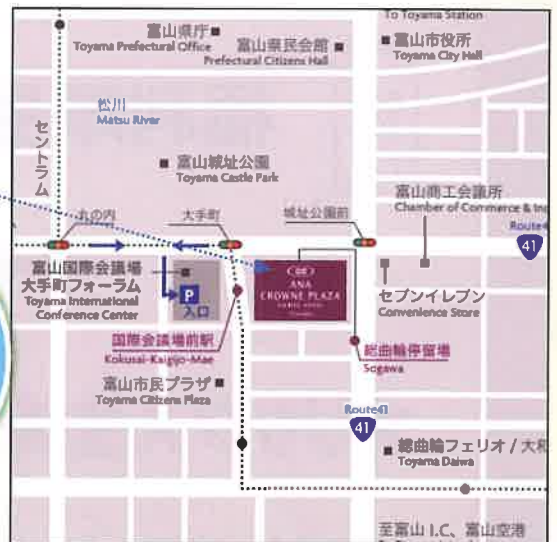 To Toyama Station
富山県庁
Toyama Prefectural Office
富山県民会館
Prefectural Citizens Hall
富山市役所
Toyama City Hall
松川
Matsu River
セントラム
富山城址公園
Toyama Castle Park
富山商工会議所
Chamber of Commerce &
丸の内
大手町
城址公園前
41
富山国際会議場
大手町フォーラム
Toyama International
Conference Center
P
入口
ANA
CROWNE PLAZA
セブンイレブン
Convenience Store
国際会議場前駅
Kokusai-Kaigijo-Mae
総曲輪停留場
Sogawa
富山市民プラザ
Toyama Citizens Plaza
Route41
41
総曲輪フェリオ / 大和
Toyama Daiwa
至富山 I.C、富山空港